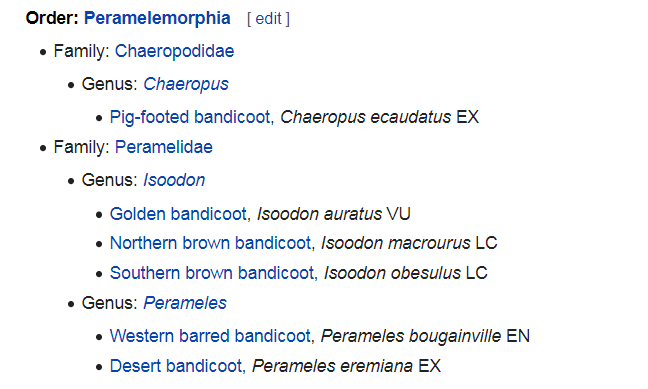 Order: Peramelemorphia [ edit ]
• Family: Chaeropodidae
• Genus: Chaeropus
• Pig-footed bandicoot, Chaeropus ecaudatus EX
• Family: Peramelidae
• Genus: Isoodon
• Golden bandicoot, Isoodon auratus VU
• Northern brown bandicoot, Isoodon macrourus LC
• Southern brown bandicoot, Isoodon obesulus LC
• Genus: Perameles
• Western barred bandicoot, Perameles bougainville EN
• Desert bandicoot, Perameles eremiana EX